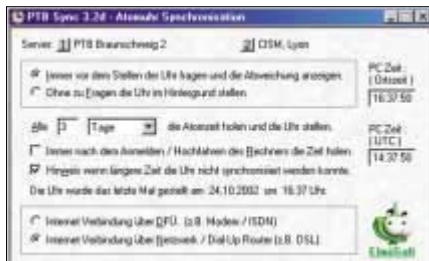 PTB Sync 3.2d - Atomuhr Synchronisation
Server: 1| PTB Braunschweig 2 2| CISM, Lyon
Immer vor dem Stellen der Uhr fragen und die Abweichung anzeigen.
Ohne zu Fragen die Uhr im Hintergrund stellen.
PC Zeit:
(Ortszeit)
16:37:50
Alle 3 Tage die Atomzeit holen und die Uhr stellen.
Immer nach dem Anmelden / Hochfahren des Rechners die Zeit holen.
Hinweis wenn längere Zeit die Uhr nicht synchronisiert werden konnte.
Die Uhr wurde das letzte Mal gestellt am 24.10.2002 um 16:37 Uhr.
PC Zeit:
(UTC)
14:37:50
Internet Verbindung über DFÜ. (z.B. Modem / ISDN)
Internet Verbindung über Netzwerk / Dial-Up Router (z.B. DSL)
ElmüSoft